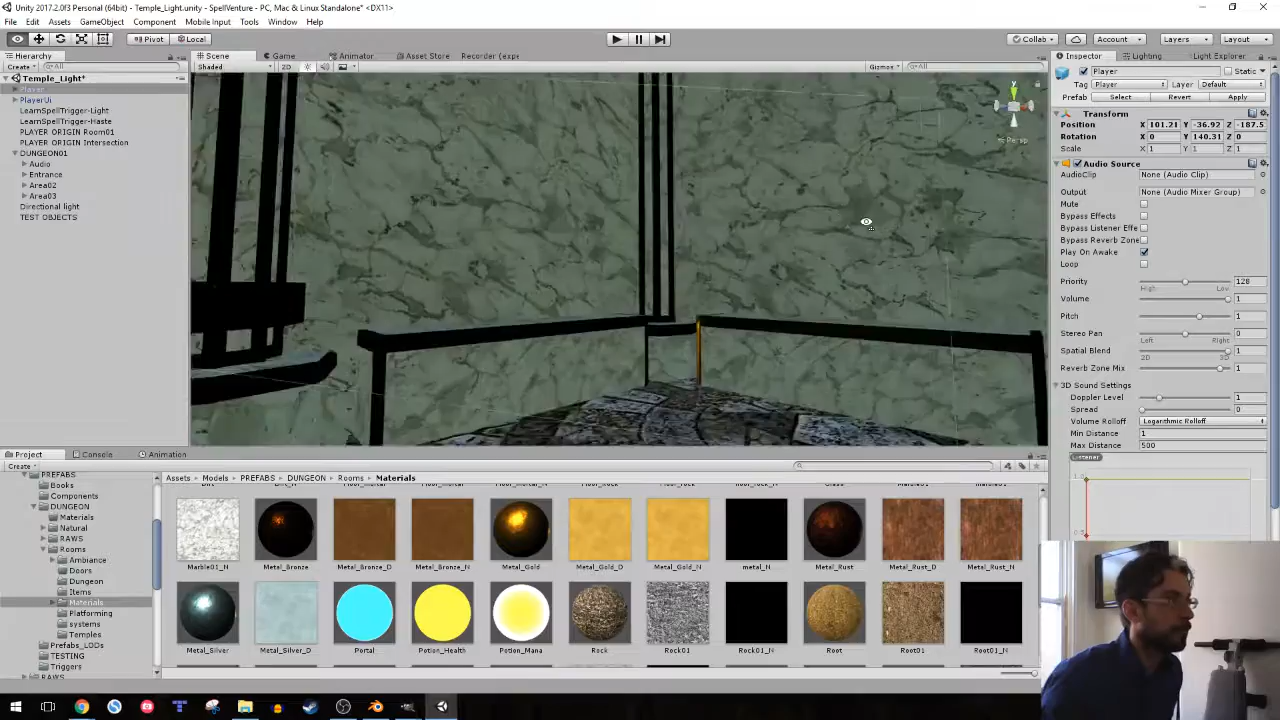 Unity 2017.2.0f3 Personal (64bit) - Temple_Light.unity - SpellVenture - PC, Mac & Linux Standalone* <DX11>
File Edit Assets GameObject Component Mobile Input Tools Window Help
Pivot Local Collab Account Layers Layout
Hierarchy Scene Game Animator Asset Store Recorder (expe Inspector Lighting Light Explorer
Create All Shaded 2D Gizmos All
Temple_Light*
Player
PlayerUi
LearnSpellTrigger-Light
LearnSpellTrigger-Haste
PLAYER ORIGIN Room01
PLAYER ORIGIN Intersection
DUNGEON01
Audio
Entrance
Area02
Area03
Directional light
TEST OBJECTS
Persp
Player Static
Tag Player Layer Default
Prefab Select Revert Apply
Transform
Position X 101.21 Y -36.92 Z -187.5
Rotation X 0 Y 140.31 Z 0
Scale X 1 Y 1 Z 1
Audio Source
AudioClip None (Audio Clip)
Output None (Audio Mixer Group)
Mute
Bypass Effects
Bypass Listener Effe
Bypass Reverb Zone
Play On Awake
Loop
Priority 128
High Low
Volume 1
Pitch 1
Stereo Pan 0
Left Right
Spatial Blend 1
2D 3D
Reverb Zone Mix 1
3D Sound Settings
Doppler Level 1
Spread 0
Volume Rolloff Logarithmic Rolloff
Min Distance 1
Max Distance 500
Listener
Project Console Animation
Create
PREFABS
Books
Components
DUNGEON
Materials
Natural
RAWS
Rooms
Ambiance
Doors
Dungeon
Items
Materials
Platforming
systems
Temples
Prefabs_LODs
TESTING
Triggers
RAWS
Assets Models PREFABS DUNGEON Rooms Materials
Marble01_N Metal_Bronze Metal_Bronze_D Metal_Bronze_N Metal_Gold Metal_Gold_D Metal_Gold_N metal_N Metal_Rust Metal_Rust_D Metal_Rust_N
Metal_Silver Metal_Silver_D Portal Potion_Health Potion_Mana Rock Rock01 Rock01_N Root Root01 Root01_N